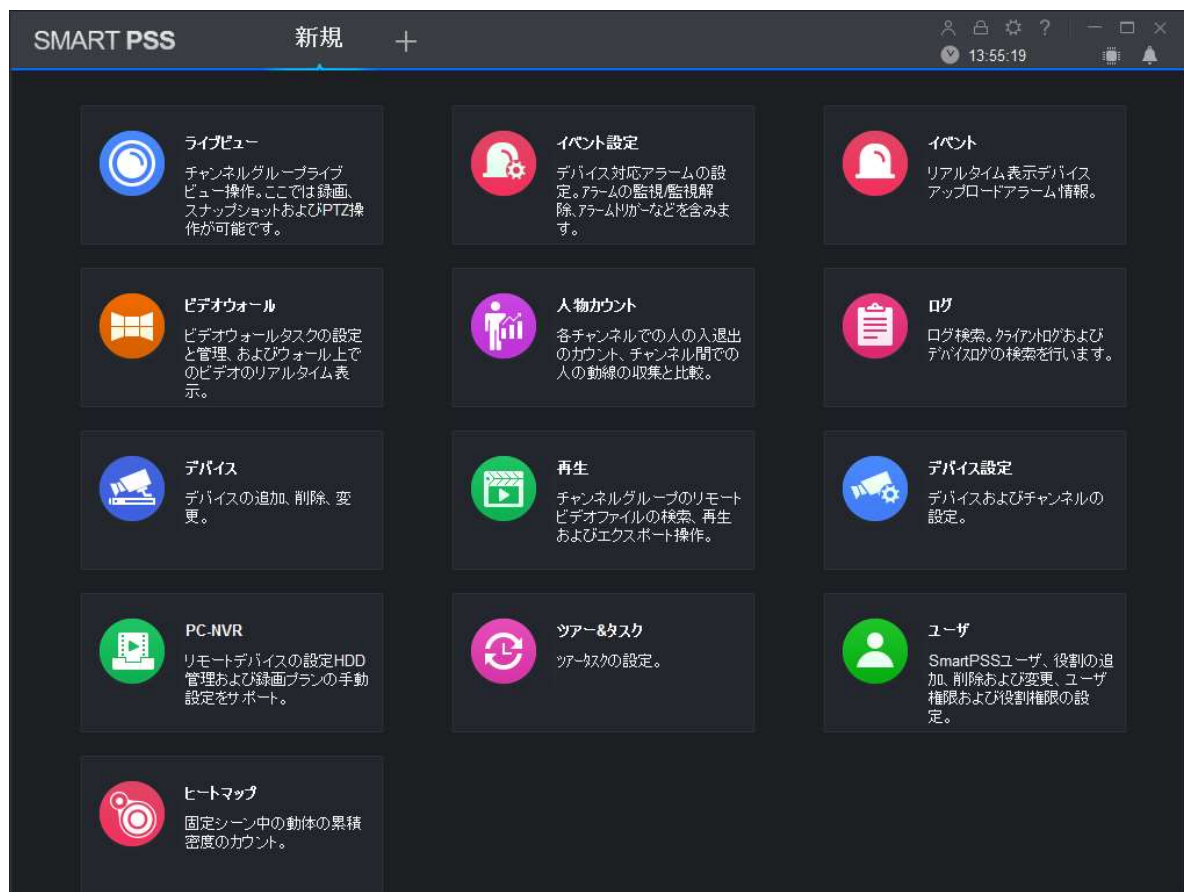 SMART PSS 新規 +
?
13:55:19
ライブビュー
チャンネルグループライブ
ビュー操作。ここでは録画、
スナップショットおよびPTZ操
作が可能です。
イベント設定
デバイス対応アラームの設
定。アラームの監視/監視解
除、アラームトリガーなどを含みま
す。
イベント
リアルタイム表示デバイス
アップロードアラーム情報。
ビデオウォール
ビデオウォールタスクの設定
と管理、およびウォール上で
のビデオのリアルタイム表
示。
人物カウント
各チャンネルでの人の入退出
のカウント、チャンネル間での
人の動線の収集と比較。
ログ
ログ検索。クライアントログおよび
デバイスログの検索を行います。
デバイス
デバイスの追加、削除、変
更。
再生
チャンネルグループのリモート
ビデオファイルの検索、再生
およびエクスポート操作。
デバイス設定
デバイスおよびチャンネルの
設定。
PC-NVR
リモートデバイスの設定HDD
管理および録画プランの手動
設定をサポート。
ツアー&タスク
ツアータスクの設定。
ユーザ
SmartPSSユーザ、役割の追
加、削除および変更、ユーザ
権限および役割権限の設
定。
ヒートマップ
固定シーン中の動体の累積
密度のカウント。